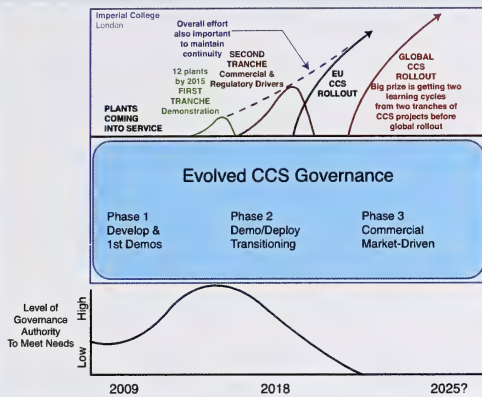 Imperial College
London
Overall effort
also important
to maintain
continuity
12 plants
by 2015
FIRST
TRANCHE
Demonstration
SECOND
TRANCHE
Commercial &
Regulatory Drivers
EU
CCS
ROLLOUT
GLOBAL
CCS
ROLLOUT
Big prize is getting two
learning cycles
from two tranches of
CCS projects before
global rollout
PLANTS
COMING
INTO SERVICE
Evolved CCS Governance
Phase 1
Develop &
1st Demos
Phase 2
Demo/Deploy
Transitioning
Phase 3
Commercial
Market-Driven
Level of
Governance
Authority
To Meet Needs
High
Low
2009
2018
2025?